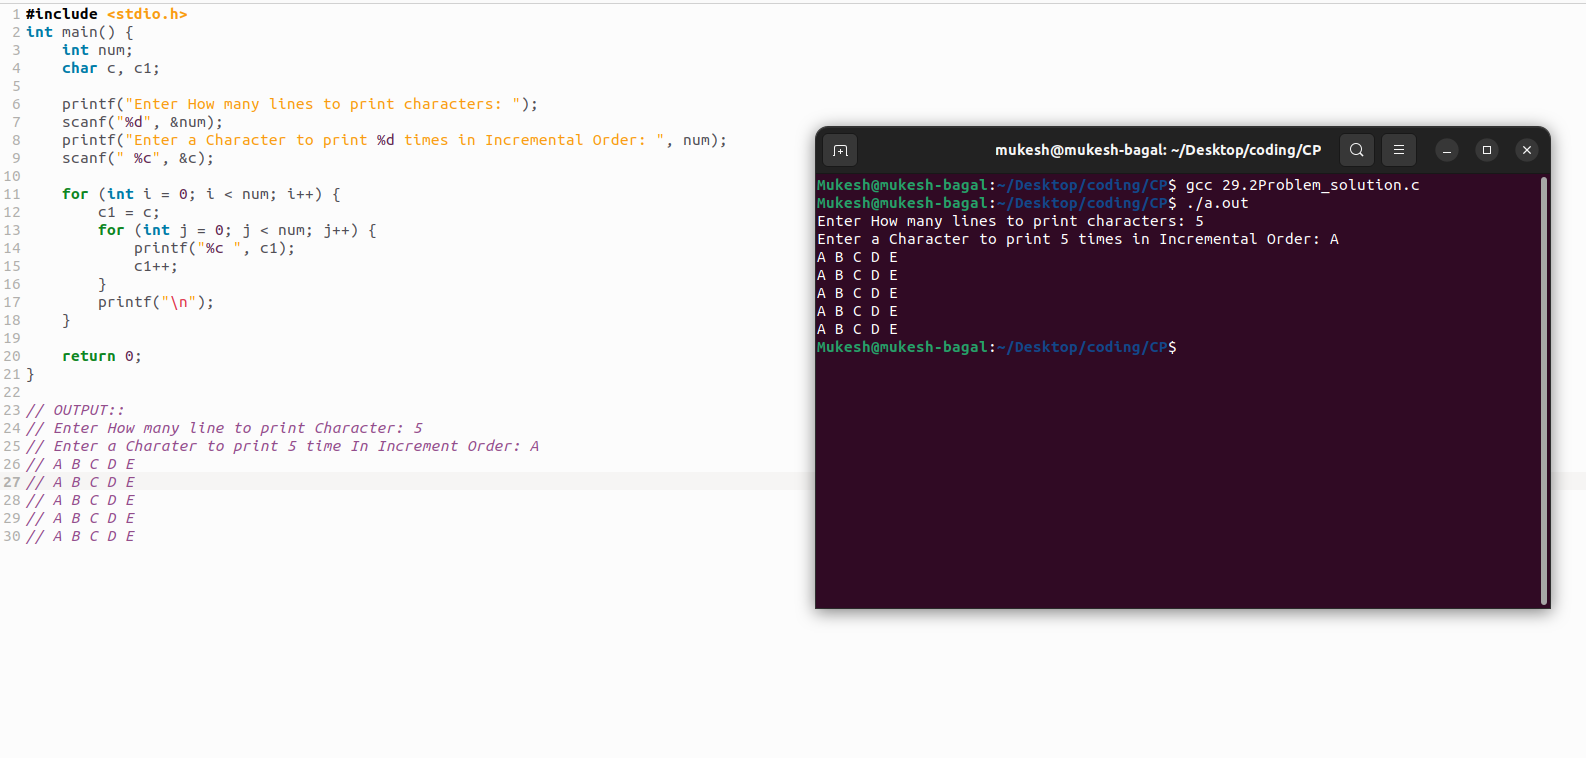 1 #include <stdio.h>
2 int main() {
3     int num;
4     char c, c1;
5
6     printf("Enter How many lines to print characters: ");
7     scanf("%d", &num);
8     printf("Enter a Character to print %d times in Incremental Order: ", num);
9     scanf(" %c", &c);
10
11     for (int i = 0; i < num; i++) {
12         c1 = c;
13         for (int j = 0; j < num; j++) {
14             printf("%c ", c1);
15             c1++;
16         }
17         printf("\n");
18     }
19
20     return 0;
21 }
22
23 // OUTPUT::
24 // Enter How many line to print Character: 5
25 // Enter a Charater to print 5 time In Increment Order: A
26 // A B C D E
27 // A B C D E
28 // A B C D E
29 // A B C D E
30 // A B C D E
mukesh@mukesh-bagal: ~/Desktop/coding/CP
Mukesh@mukesh-bagal:~/Desktop/coding/CP$ gcc 29.2Problem_solution.c
Mukesh@mukesh-bagal:~/Desktop/coding/CP$ ./a.out
Enter How many lines to print characters: 5
Enter a Character to print 5 times in Incremental Order: A
A B C D E
A B C D E
A B C D E
A B C D E
A B C D E
Mukesh@mukesh-bagal:~/Desktop/coding/CP$